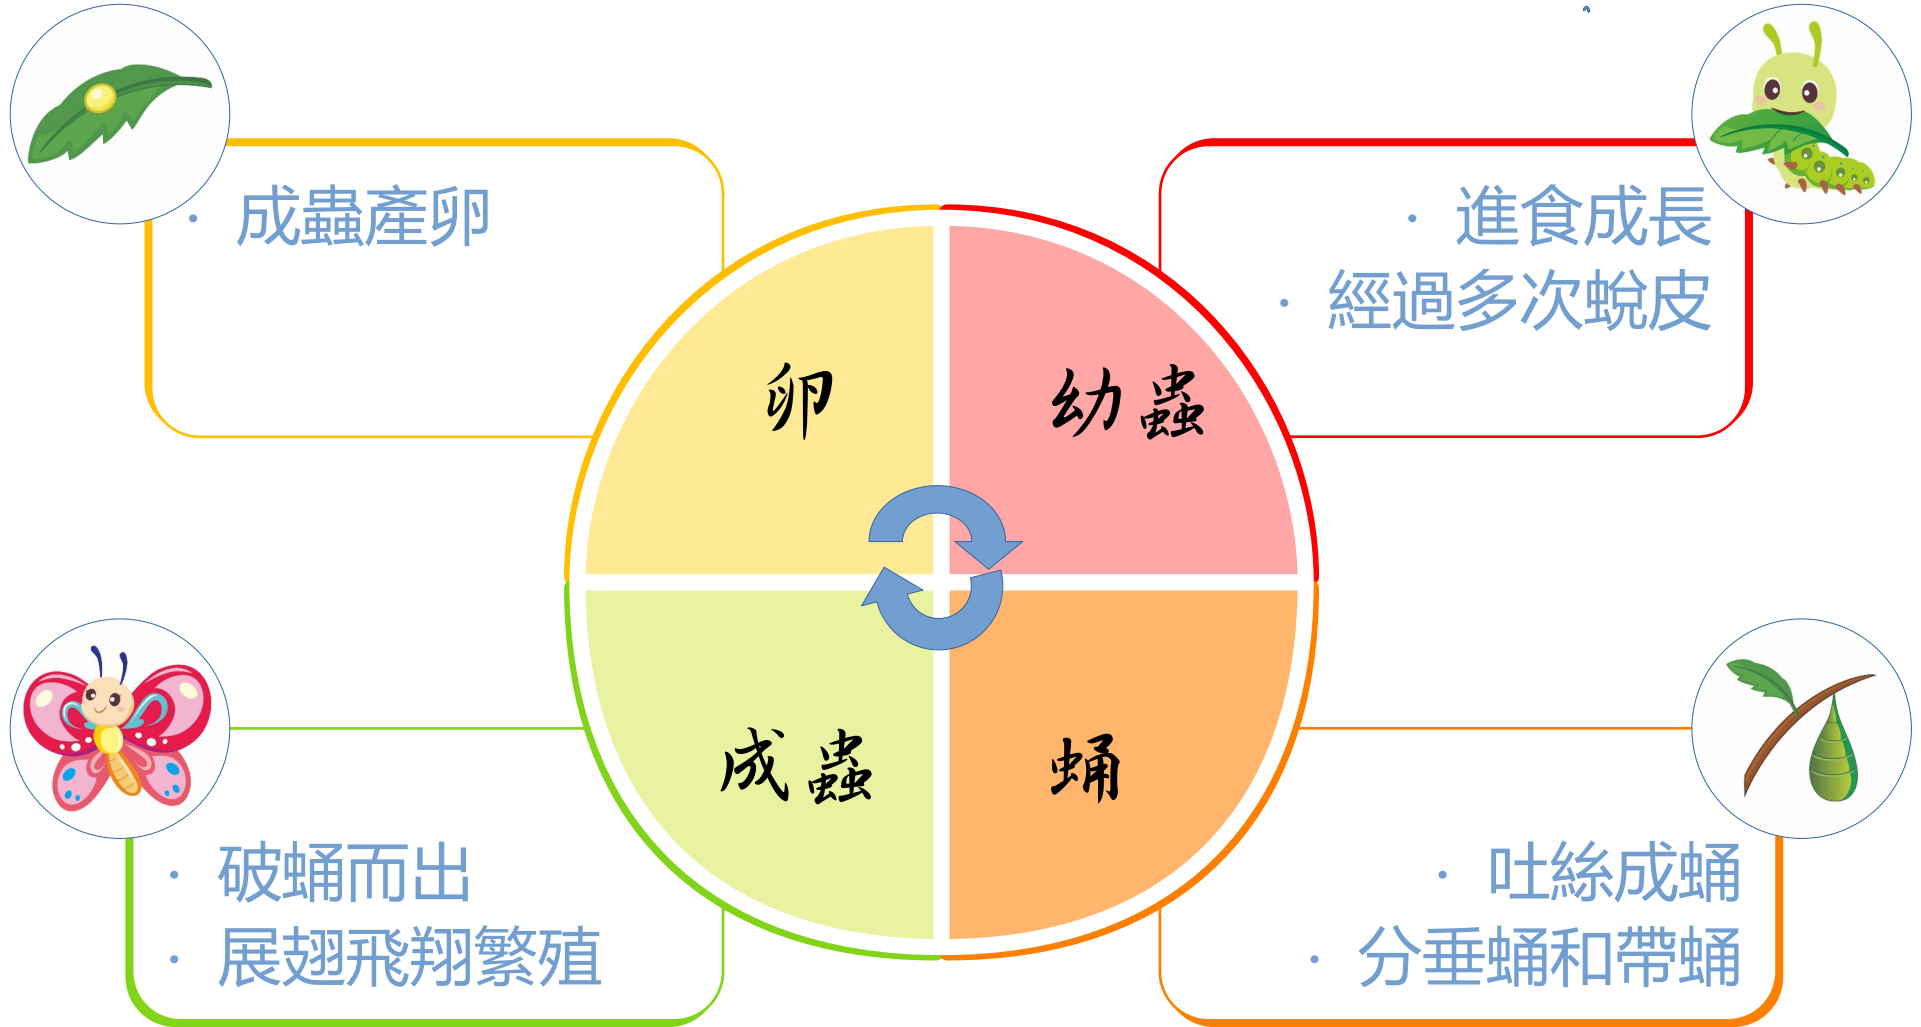 · 成蟲產卵
· 進食成長
· 經過多次蛻皮
卵
幼蟲
成蟲
蛹
· 破蛹而出
· 展翅飛翔繁殖
· 吐絲成蛹
· 分垂蛹和帶蛹